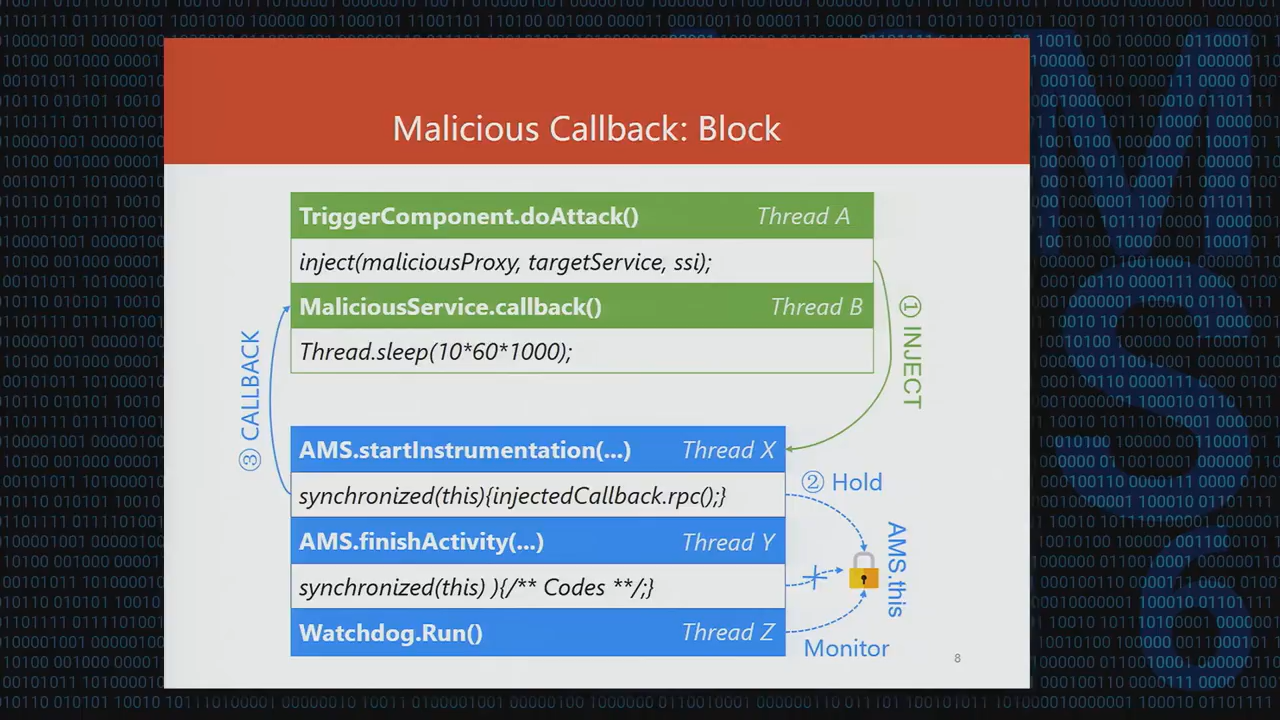 Malicious Callback: Block
TriggerComponent.doAttack() Thread A
inject(maliciousProxy, targetService, ssi);
MaliciousService.callback() Thread B
Thread.sleep(10*60*1000);
① INJECT
③ CALLBACK
AMS.startInstrumentation(...) Thread X
synchronized(this){injectedCallback.rpc();}
② Hold
AMS.finishActivity(...) Thread Y
synchronized(this) ){/** Codes **/;}
AMS.this
Watchdog.Run() Thread Z
Monitor
8